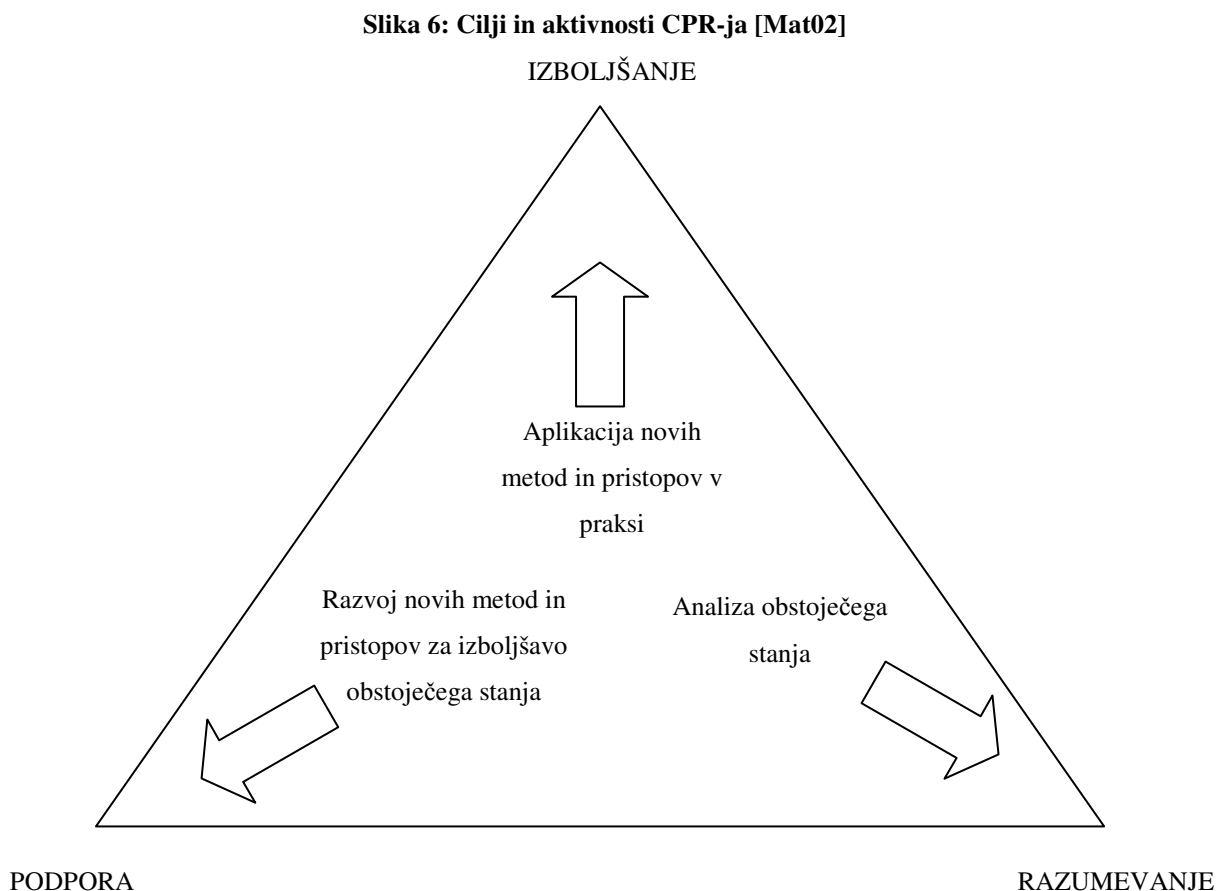 Slika 6: Cilji in aktivnosti CPR-ja [Mat02]
IZBOLJŠANJE
Aplikacija novih
metod in pristopov v
praksi
Razvoj novih metod in
pristopov za izboljšavo
obstoječega stanja
Analiza obstoječega
stanja
PODPORA
RAZUMEVANJE